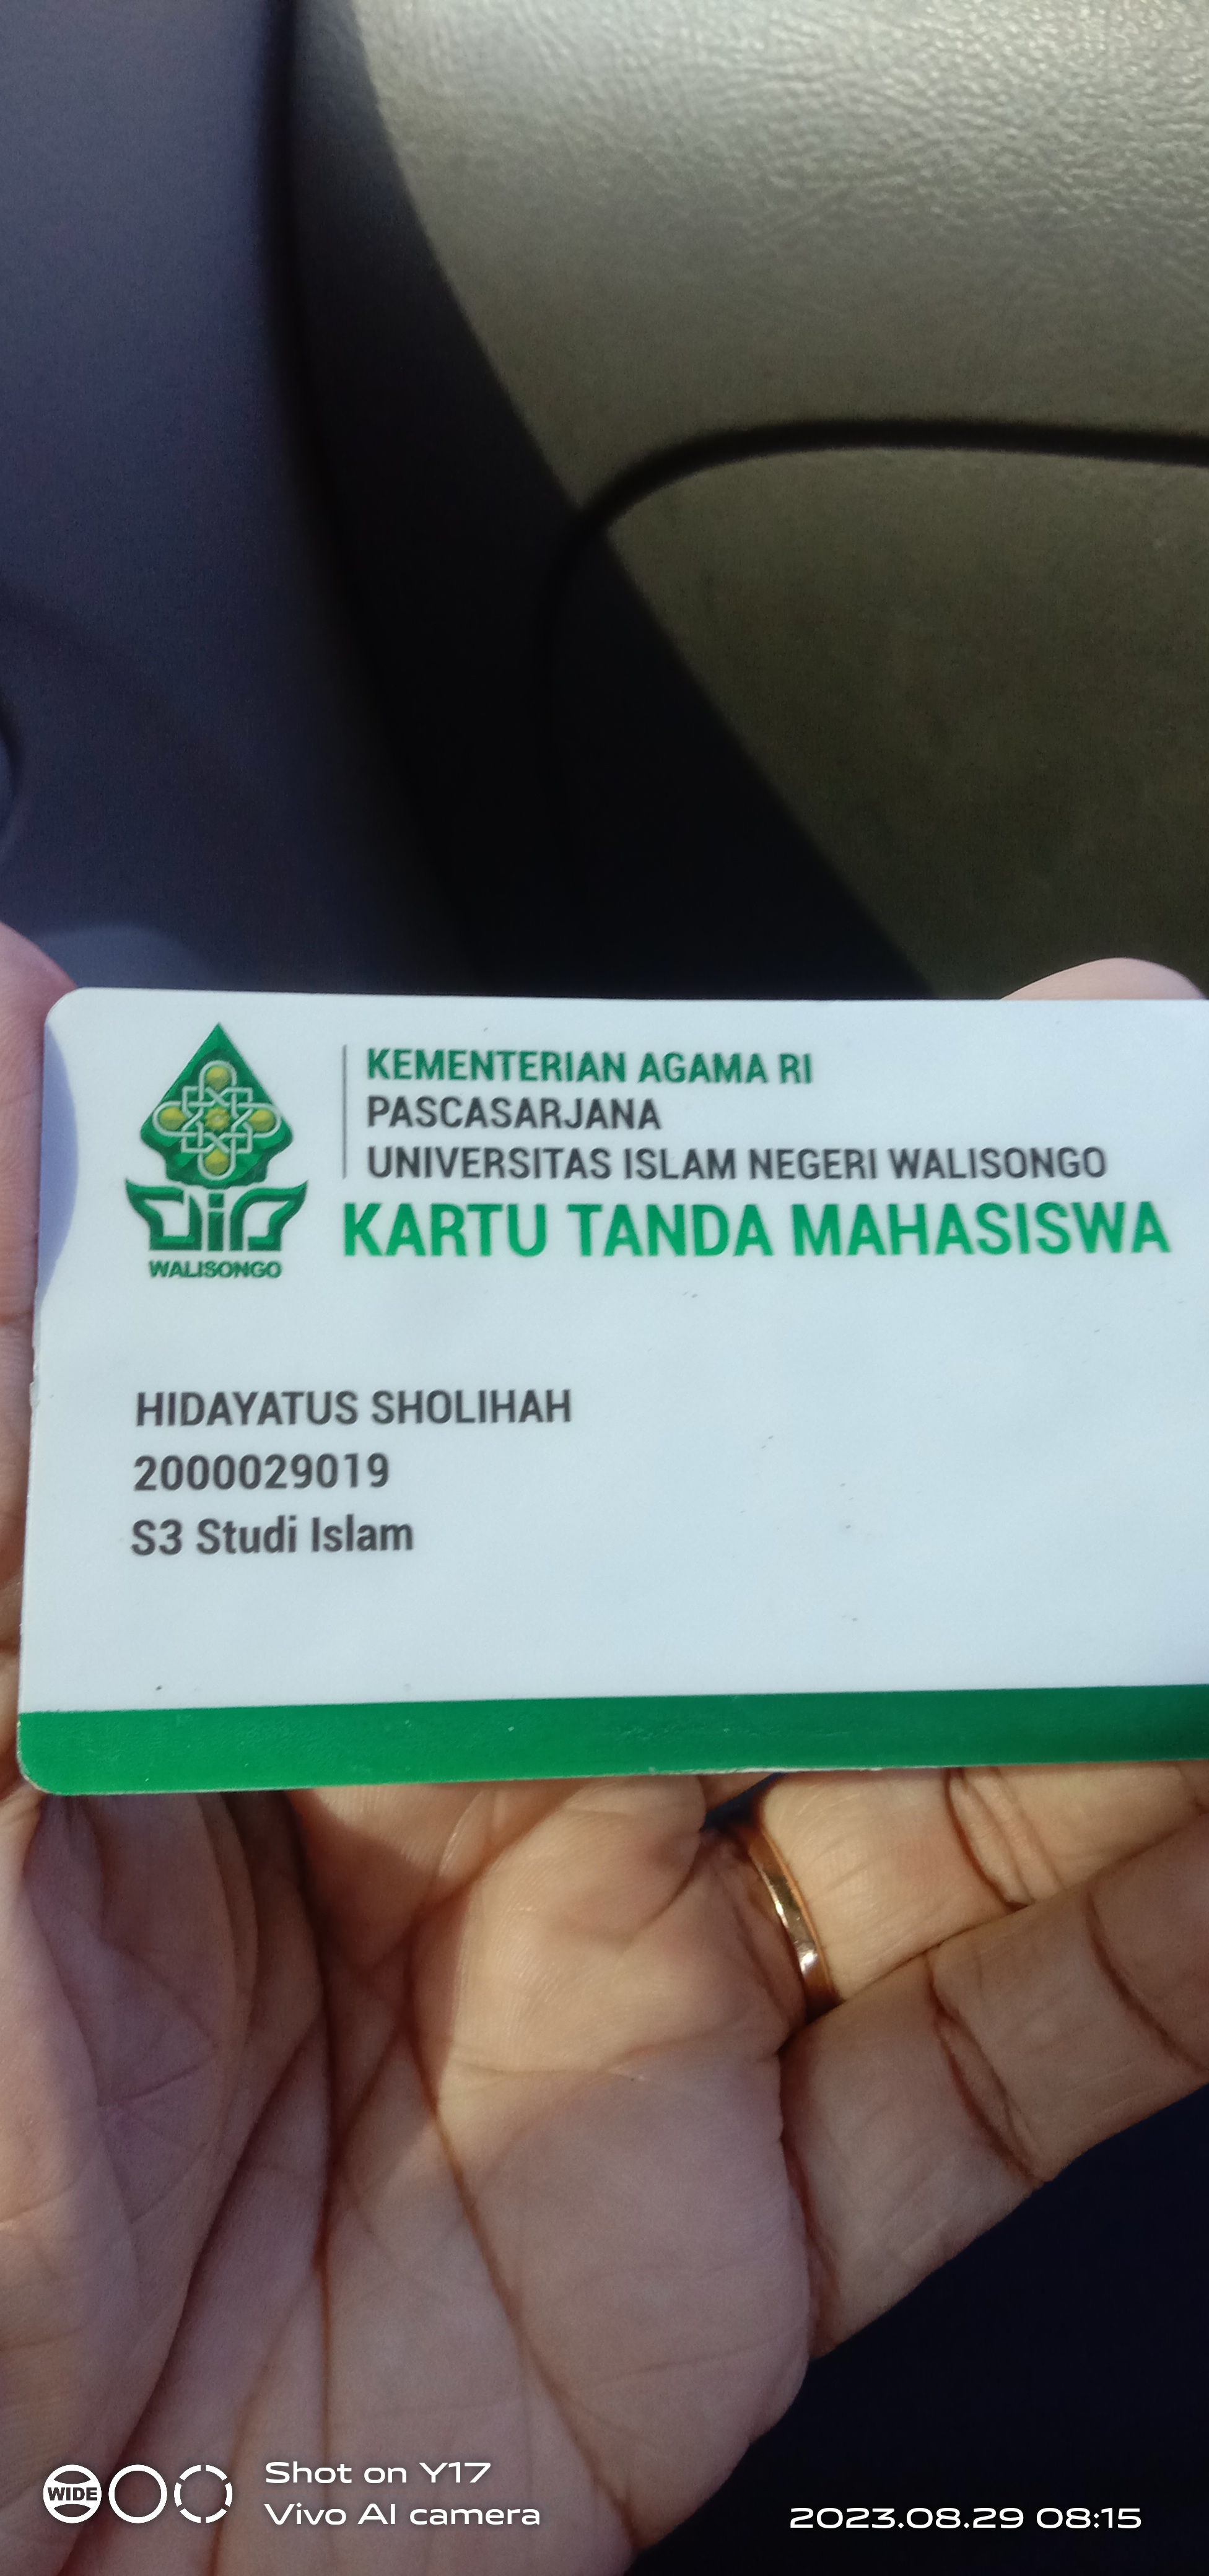 KEMENTERIAN AGAMA RI
PASCASARJANA
UNIVERSITAS ISLAM NEGERI WALISONGO
KARTU TANDA MAHASISWA
WALISONGO
HIDAYATUS SHOLIHAH
2000029019
S3 Studi Islam
WIDE
Shot on Y17
Vivo AI camera
2023.08.29 08:15